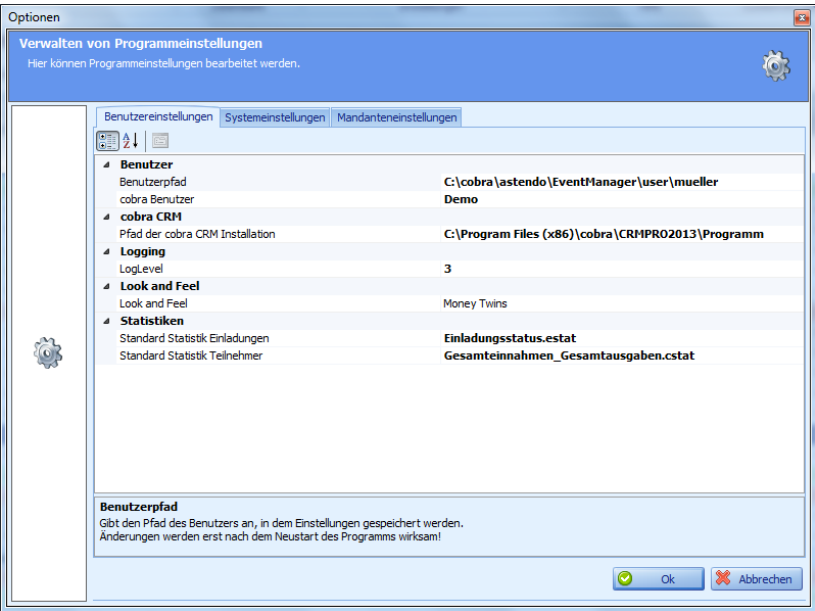 Optionen
Verwalten von Programmeinstellungen
Hier können Programmeinstellungen bearbeitet werden.
Benutzereinstellungen Systemeinstellungen Mandanteneinstellungen
Benutzer
Benutzerpfad C:\cobra\astendo\EventManager\user\mueller
cobra Benutzer Demo
cobra CRM
Pfad der cobra CRM Installation C:\Program Files (x86)\cobra\CRMPRO2013\Programm
Logging
LogLevel 3
Look and Feel
Look and Feel Money Twins
Statistiken
Standard Statistik Einladungen Einladungsstatus.estat
Standard Statistik Teilnehmer Gesamteinnahmen_Gesamtausgaben.cstat
Benutzerpfad
Gibt den Pfad des Benutzers an, in dem Einstellungen gespeichert werden.
Änderungen werden erst nach dem Neustart des Programms wirksam!
Ok Abbrechen